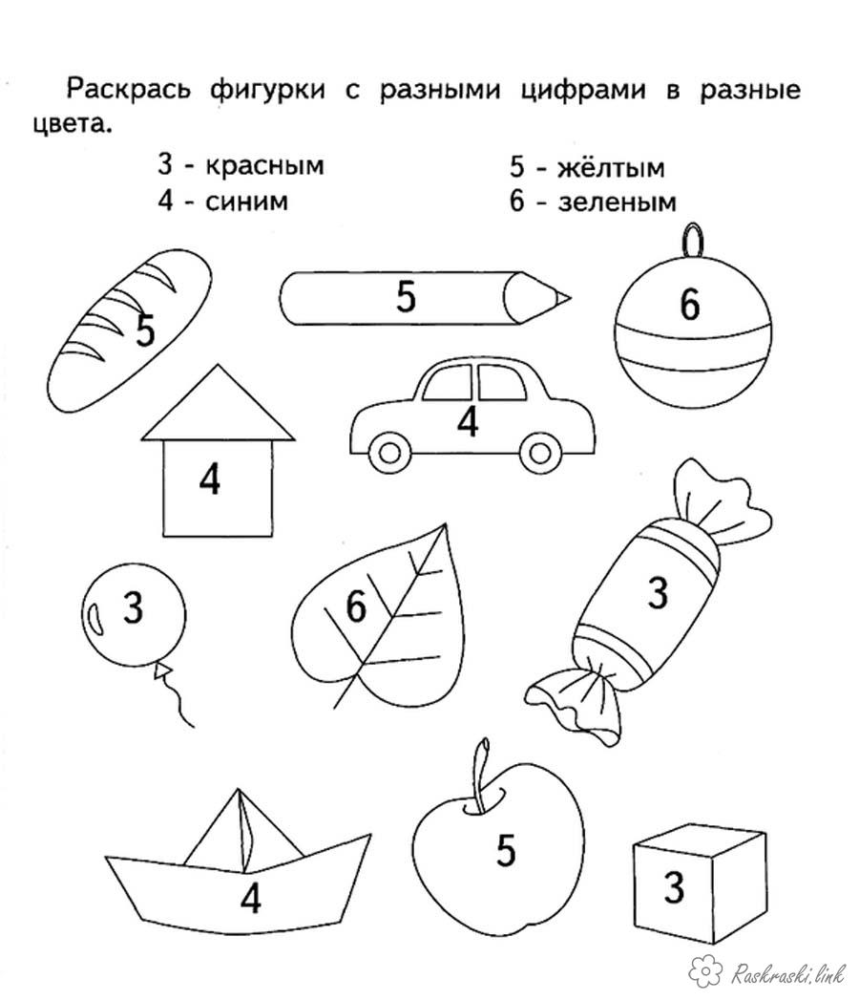 Раскрась фигурки с разными цифрами в разные
цвета.
3 - красным 5 - жёлтым
4 - синим 6 - зеленым
5
5
6
4
4
3
6
3
4
5
3
Raskraski.link